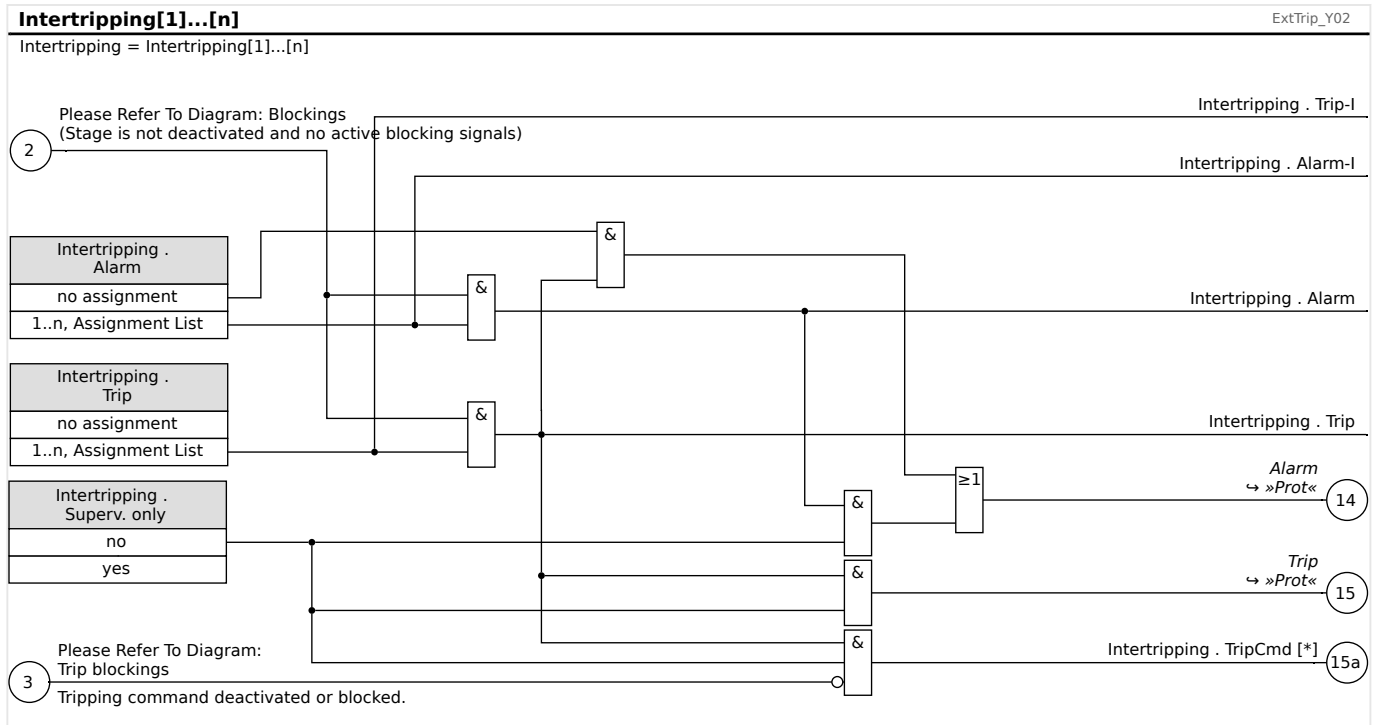 Intertripping[1]...[n]
ExtTrip_Y02
Intertripping = Intertripping[1]...[n]
Please Refer To Diagram: Blockings
(Stage is not deactivated and no active blocking signals)
2
Intertripping . Trip-I
Intertripping . Alarm-I
Intertripping .
Alarm
no assignment
1..n, Assignment List
&
&
Intertripping . Alarm
Intertripping .
Trip
no assignment
1..n, Assignment List
&
Intertripping . Trip
Intertripping .
Superv. only
no
yes
&
≥1
Alarm
↪ »Prot«
14
&
Trip
↪ »Prot«
15
&
Intertripping . TripCmd [*]
15a
Please Refer To Diagram:
Trip blockings
3
Tripping command deactivated or blocked.